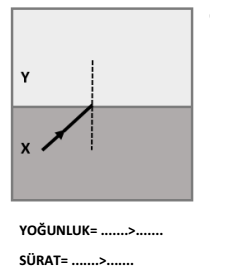 Y
X
YOĞUNLUK= .......>.......
SÜRAT= .......>.......